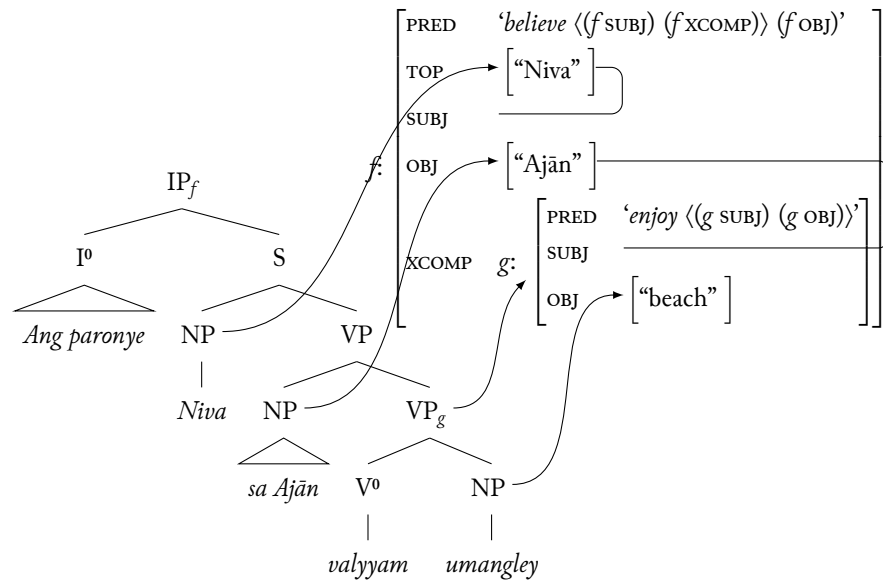 PRED ‘believe ⟨(f SUBJ) (f XCOMP)⟩ (f OBJ)’
TOP [“Niva”]
SUBJ
f: OBJ [“Ajān”]
IP_f
PRED ‘enjoy ⟨(g SUBJ) (g OBJ)⟩’
I⁰ S SUBJ
XCOMP g:
OBJ [“beach”]
Ang paronye NP VP
Niva NP VP_g
sa Ajān V⁰ NP
valyyam umangley